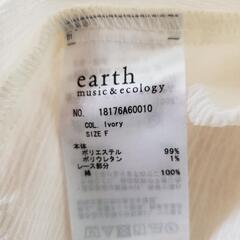 earth
music & ecology
NO. 18176A60010
COL. Ivory
SIZE F
本体
ポリエステル 99%
ポリウレタン 1%
レース部分
綿 100%